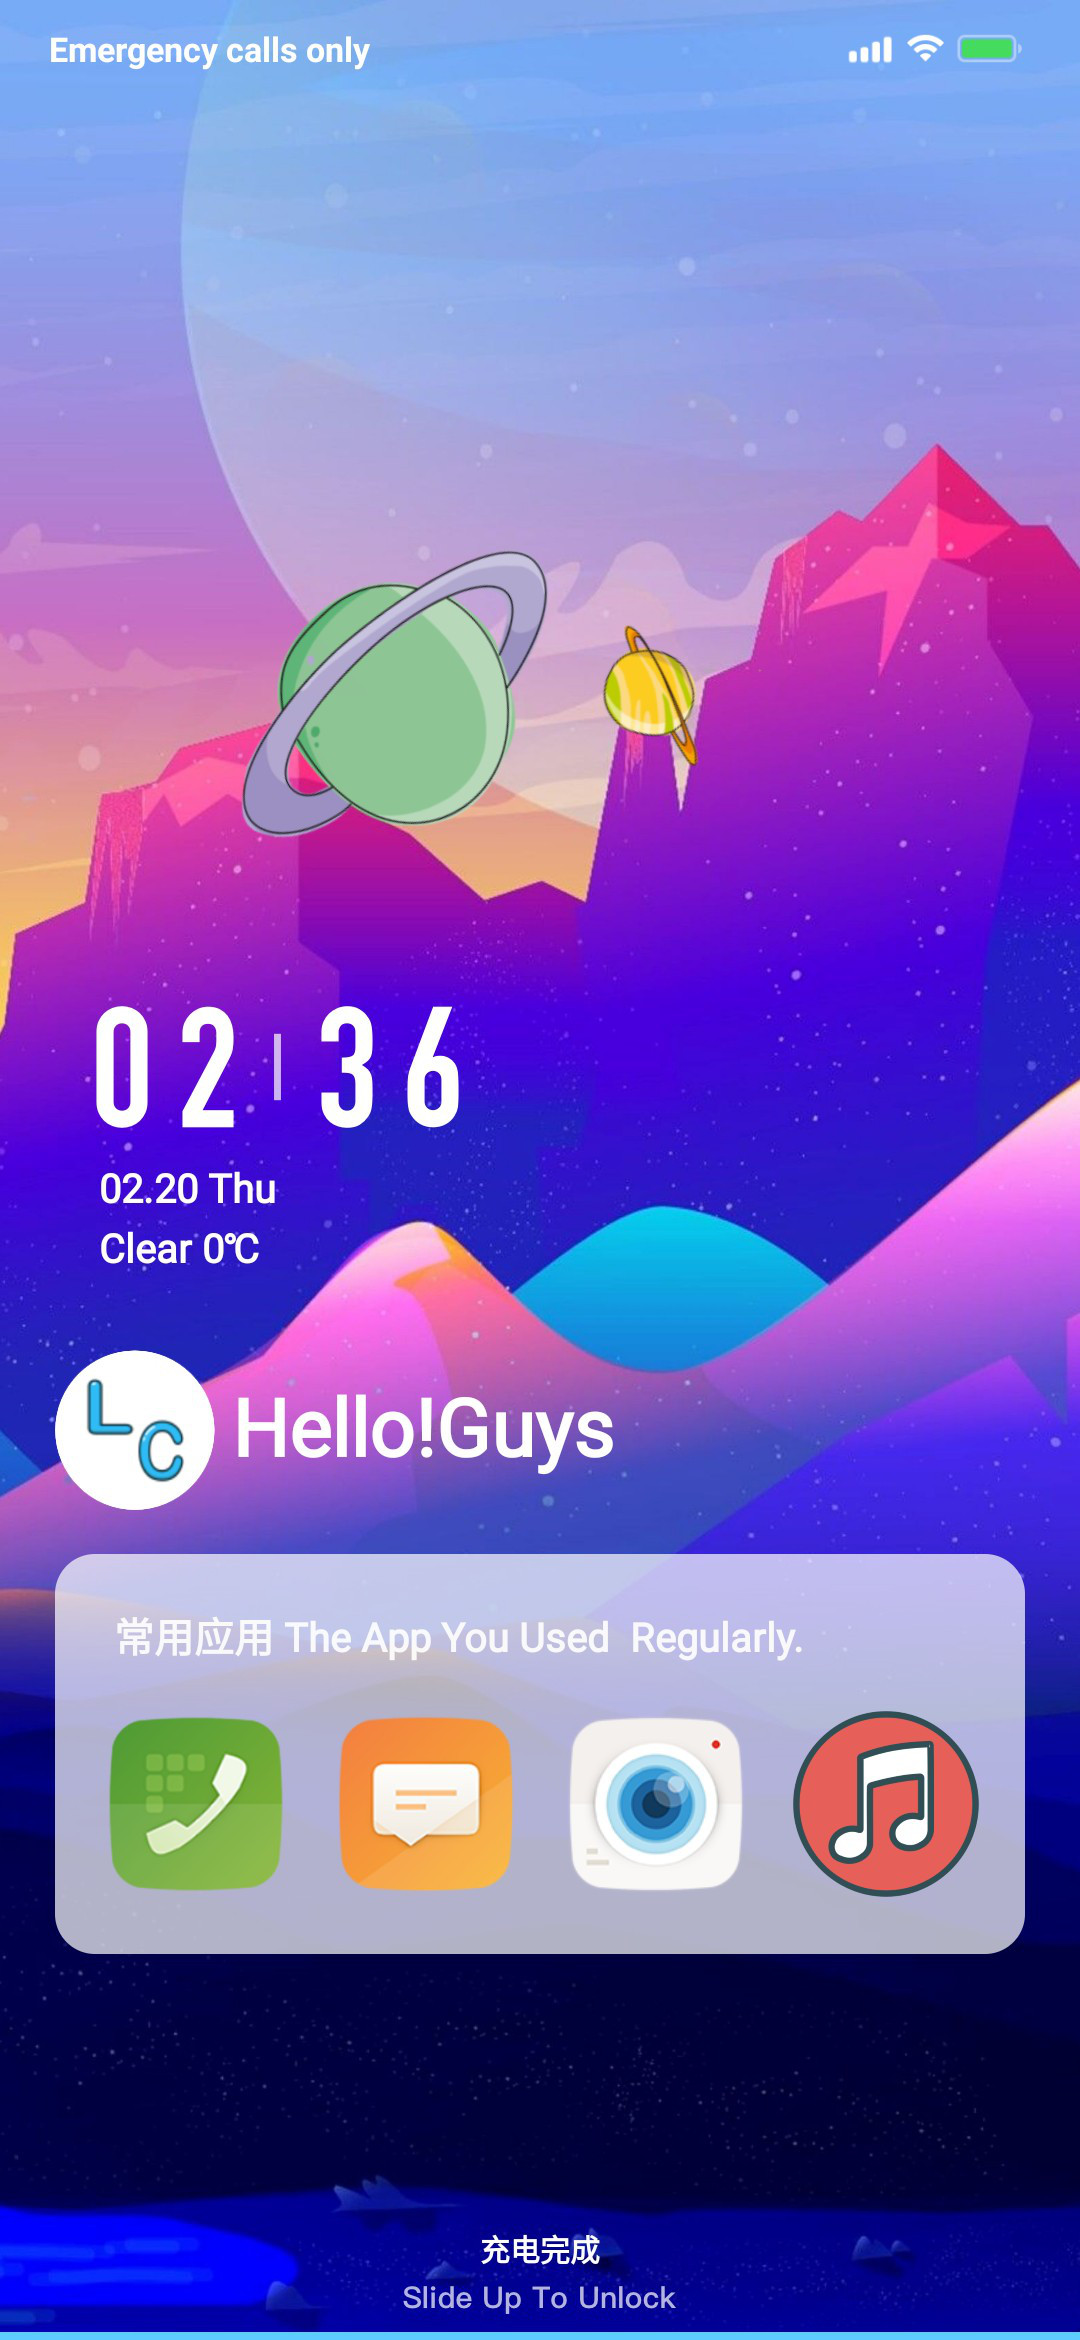 Emergency calls only
02 36
02.20 Thu
Clear 0℃
LC
Hello!Guys
常用应用 The App You Used  Regularly.
充电完成
Slide Up To Unlock